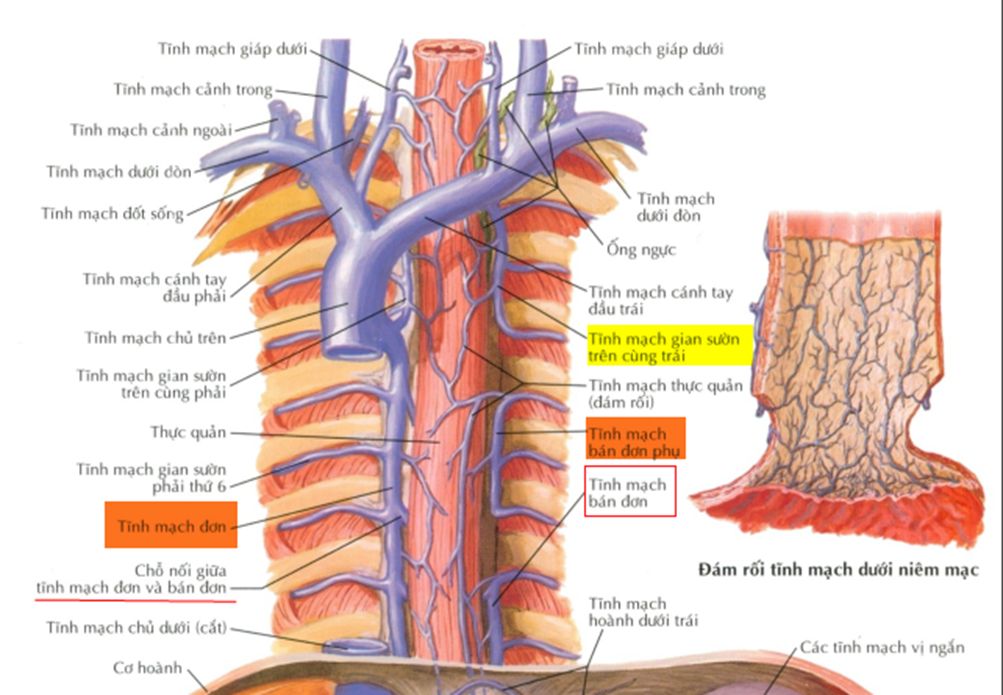 Tĩnh mạch giáp dưới
Tĩnh mạch cảnh trong
Tĩnh mạch cảnh ngoài
Tĩnh mạch dưới đòn
Tĩnh mạch đốt sống
Tĩnh mạch cánh tay
đầu phải
Tĩnh mạch chủ trên
Tĩnh mạch gian sườn
trên cùng phải
Thực quản
Tĩnh mạch gian sườn
phải thứ 6
Tĩnh mạch đơn
Chỗ nối giữa
tĩnh mạch đơn và bán đơn
Tĩnh mạch chủ dưới (cắt)
Cơ hoành
Tĩnh mạch giáp dưới
Tĩnh mạch cảnh trong
Tĩnh mạch
dưới đòn
Ống ngực
Tĩnh mạch cánh tay
đầu trái
Tĩnh mạch gian sườn
trên cùng trái
Tĩnh mạch thực quản
(đám rối)
Tĩnh mạch
bán đơn phụ
Tĩnh mạch
bán đơn
Tĩnh mạch
hoành dưới trái
Các tĩnh mạch vị ngắn
Đám rối tĩnh mạch dưới niêm mạc